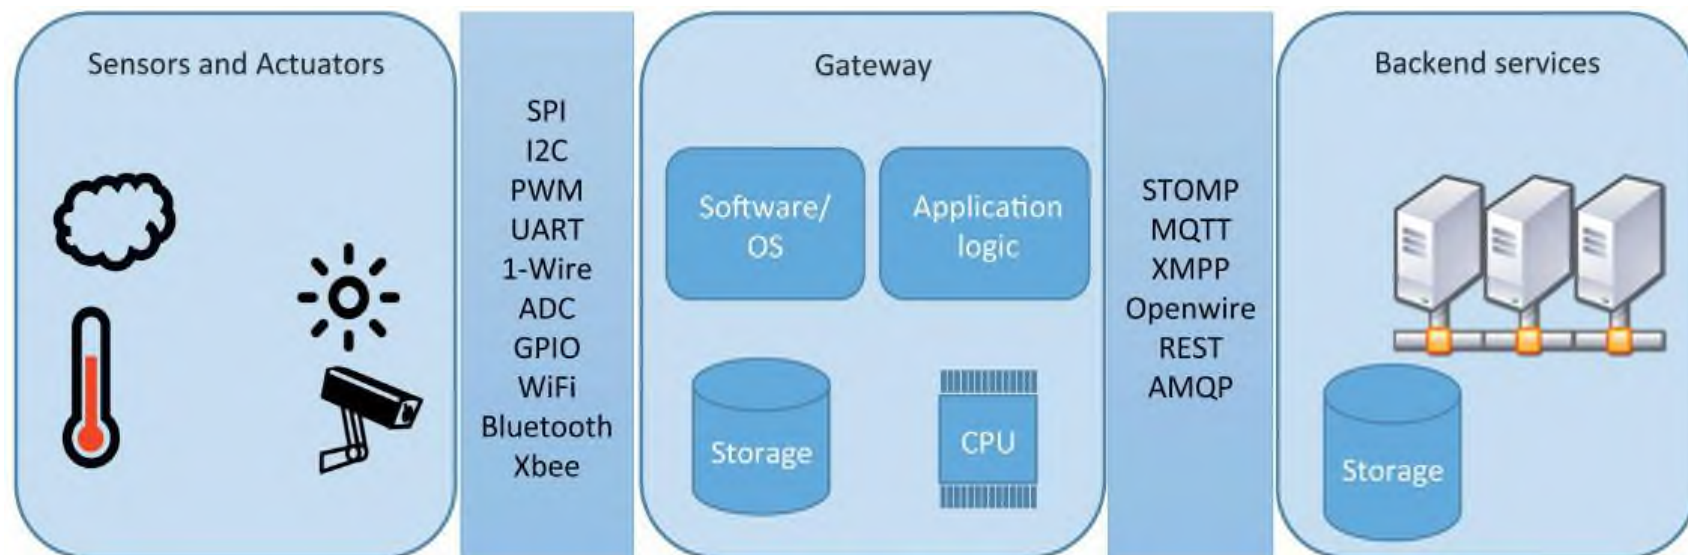 Sensors and Actuators
SPI
I2C
PWM
UART
1-Wire
ADC
GPIO
WiFi
Bluetooth
Xbee
Gateway
Software/
OS
Application
logic
Storage
CPU
STOMP
MQTT
XMPP
Openwire
REST
AMQP
Backend services
Storage